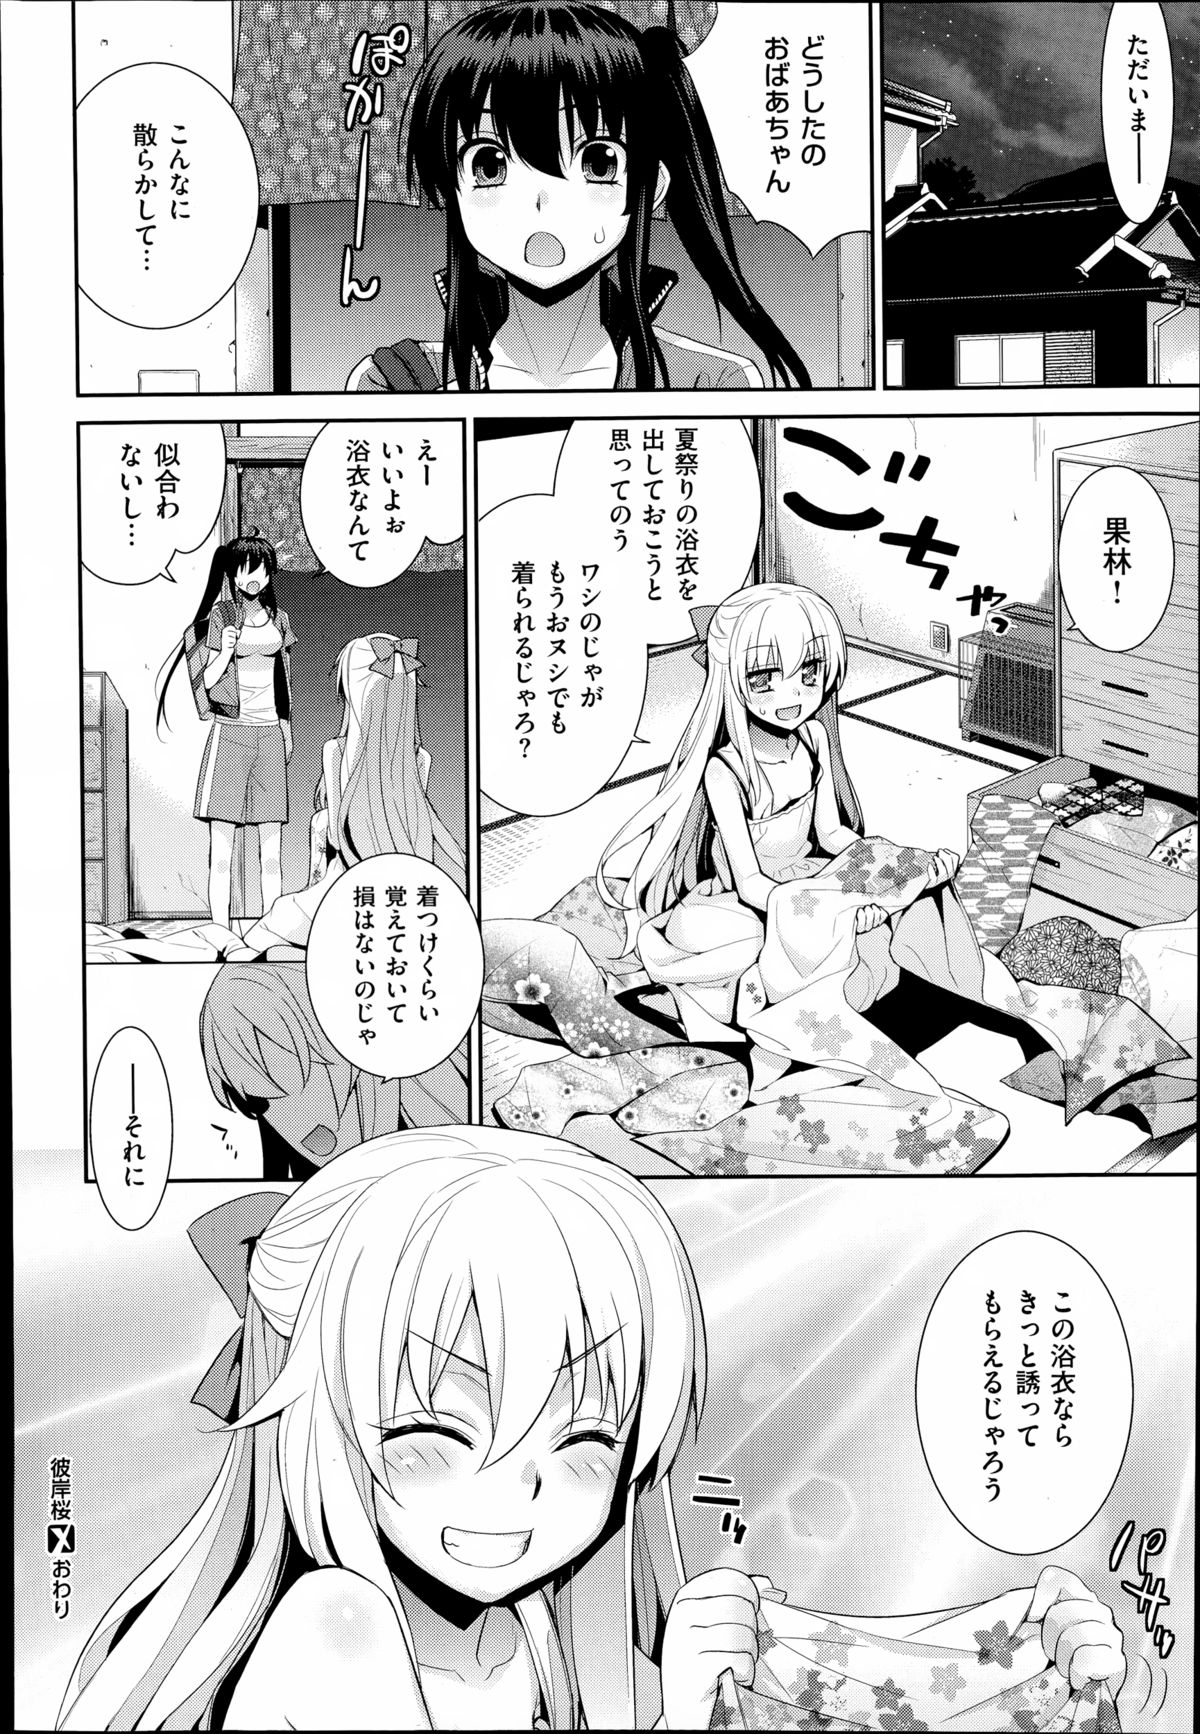 ただいまーー
どうしたの
おばあちゃん
ぽかーーん
こんなに
散らかして…
果林！
ごちゃっ
夏祭りの浴衣を
出しておこうと
思ってのう
ワシのじゃが
もうおヌシでも
着られるじゃろ？
えー
いいよぉ
浴衣なんて
似合わ
ないし…
着つけくらい
覚えておいて
損はないのじゃ
──それに
この浴衣なら
きっと誘って
もらえるじゃろう
ニッ
パサッ
彼岸桜
おわり